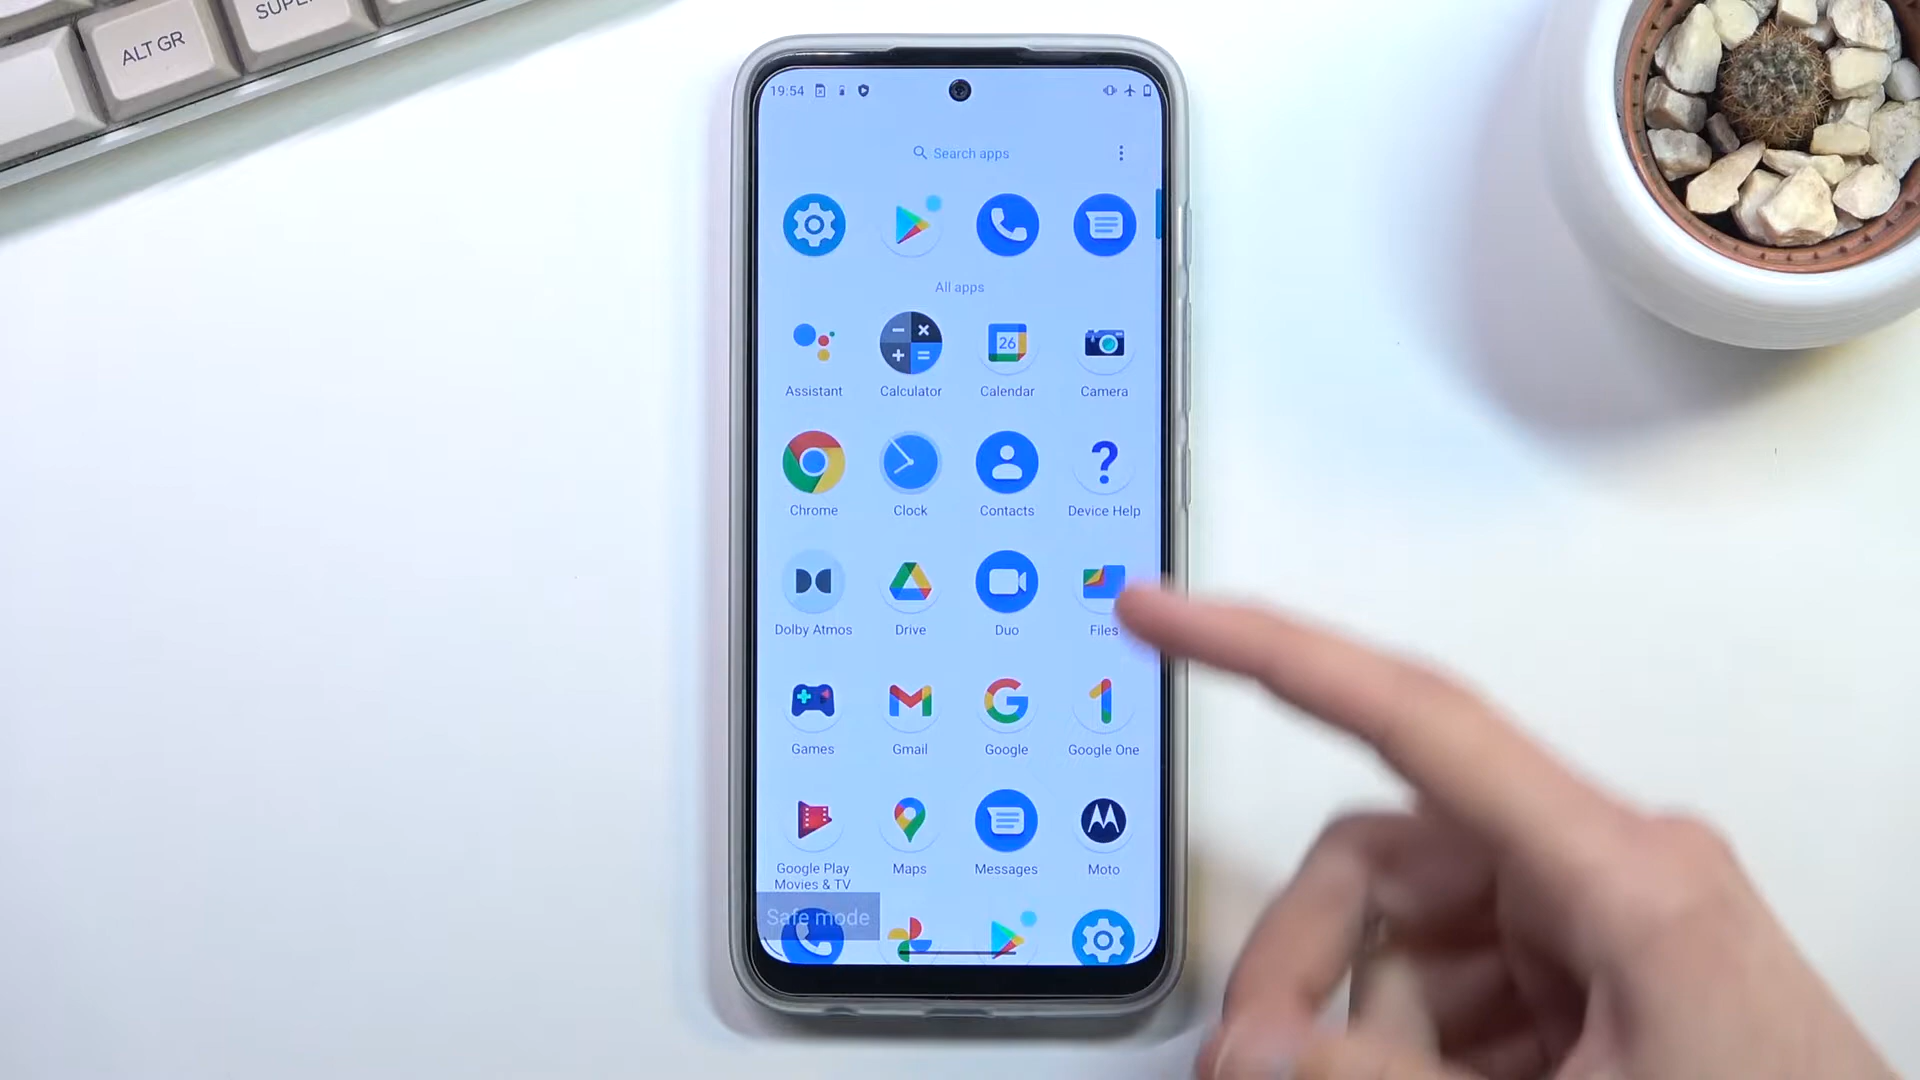 ALT GR
SUPER
19:54
Search apps
All apps
26
Assistant
Calculator
Calendar
Camera
Chrome
Clock
Contacts
Device Help
Dolby Atmos
Drive
Duo
Files
Games
Gmail
Google
Google One
Google Play
Movies & TV
Maps
Messages
Moto
Safe mode